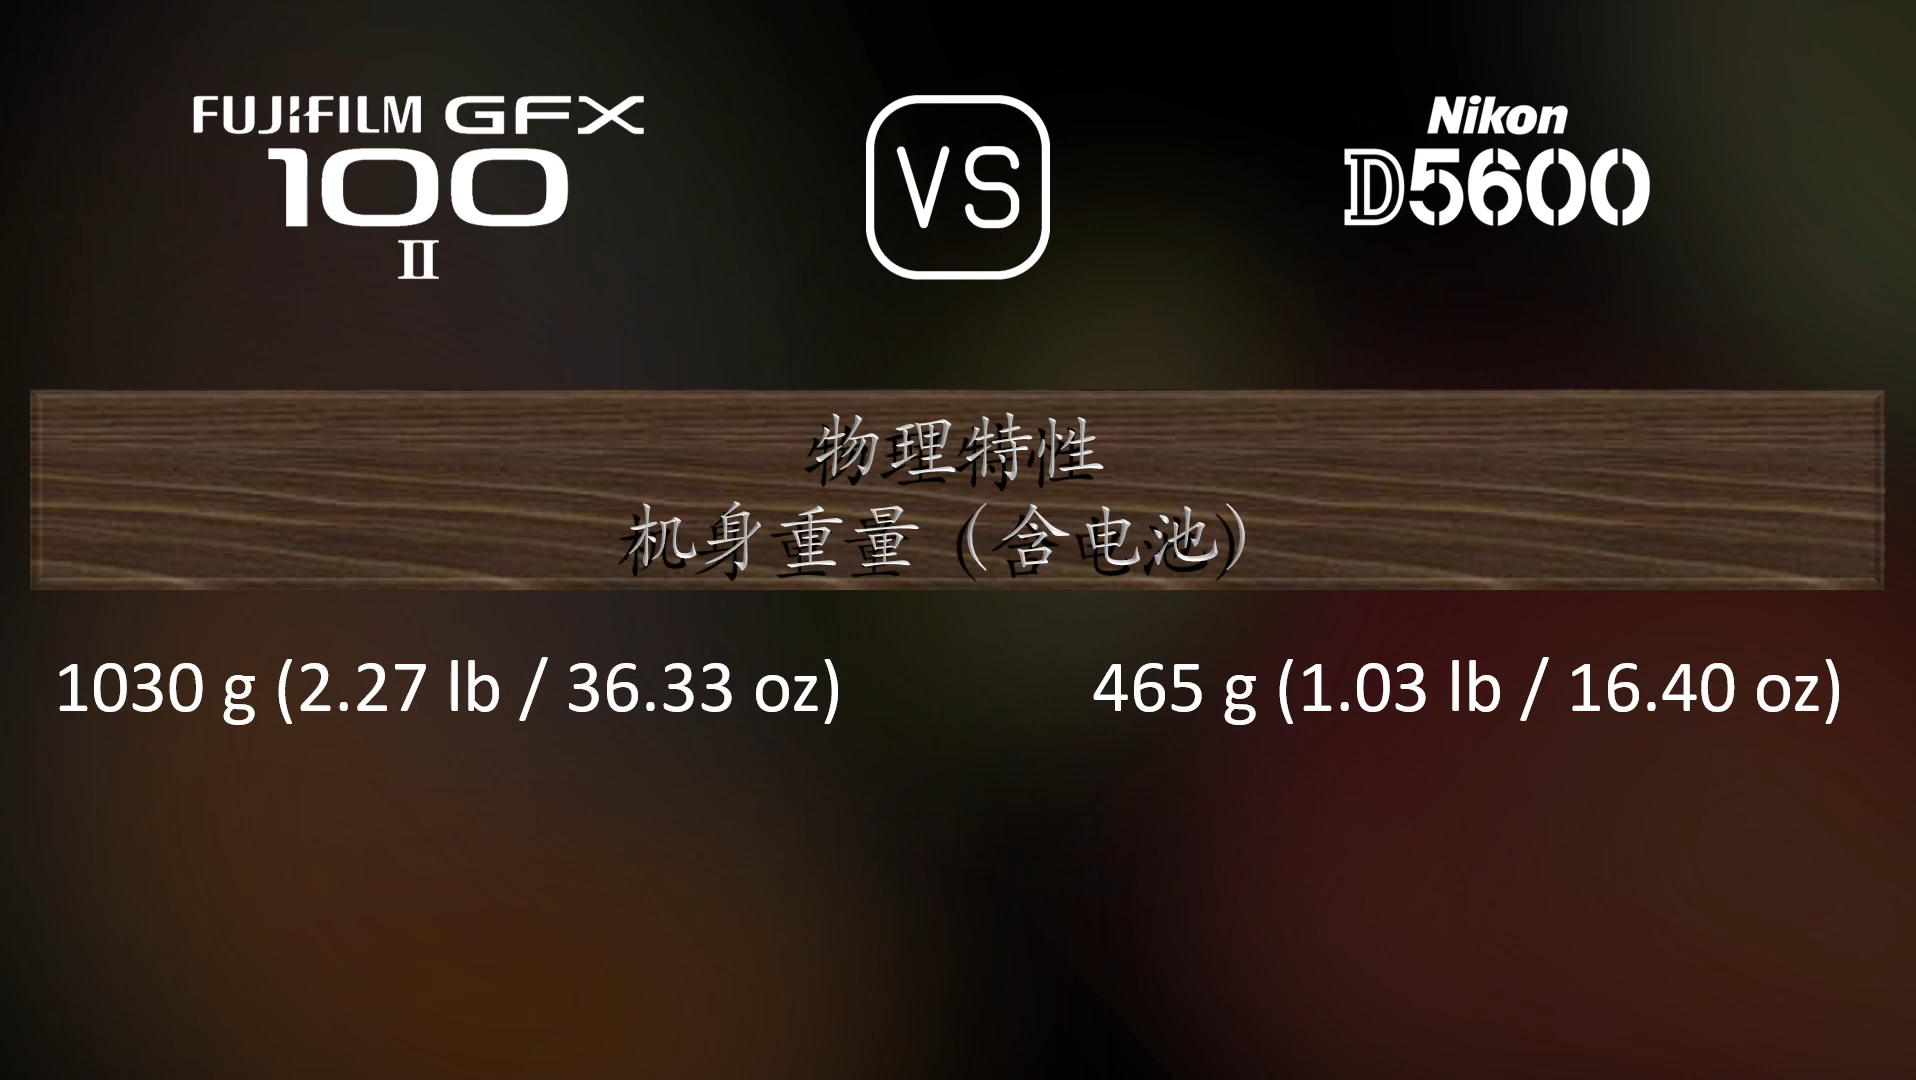 FUJIFILM GFX
100
II
VS
Nikon
D5600
物理特性
机身重量（含电池）
1030 g (2.27 lb / 36.33 oz)
465 g (1.03 lb / 16.40 oz)